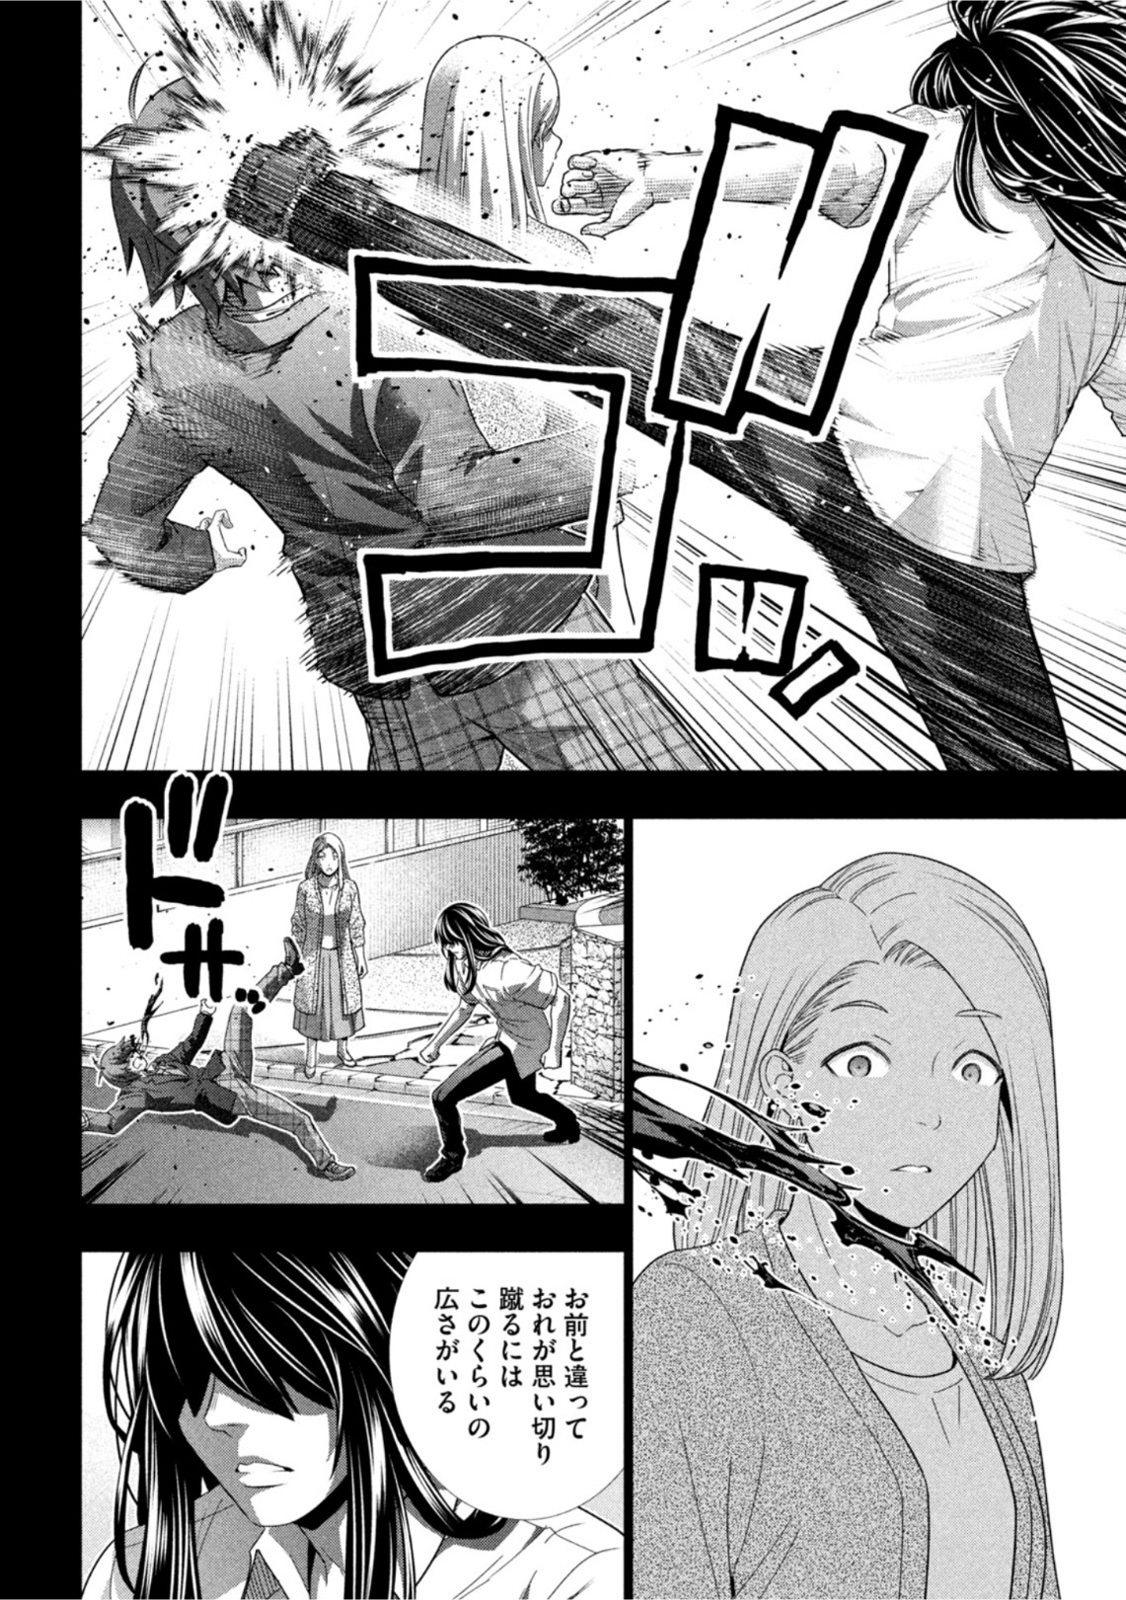 ゴッ
ドサッ
お前と違って
おれが思い切り
蹴るには
このくらいの
広さがいる